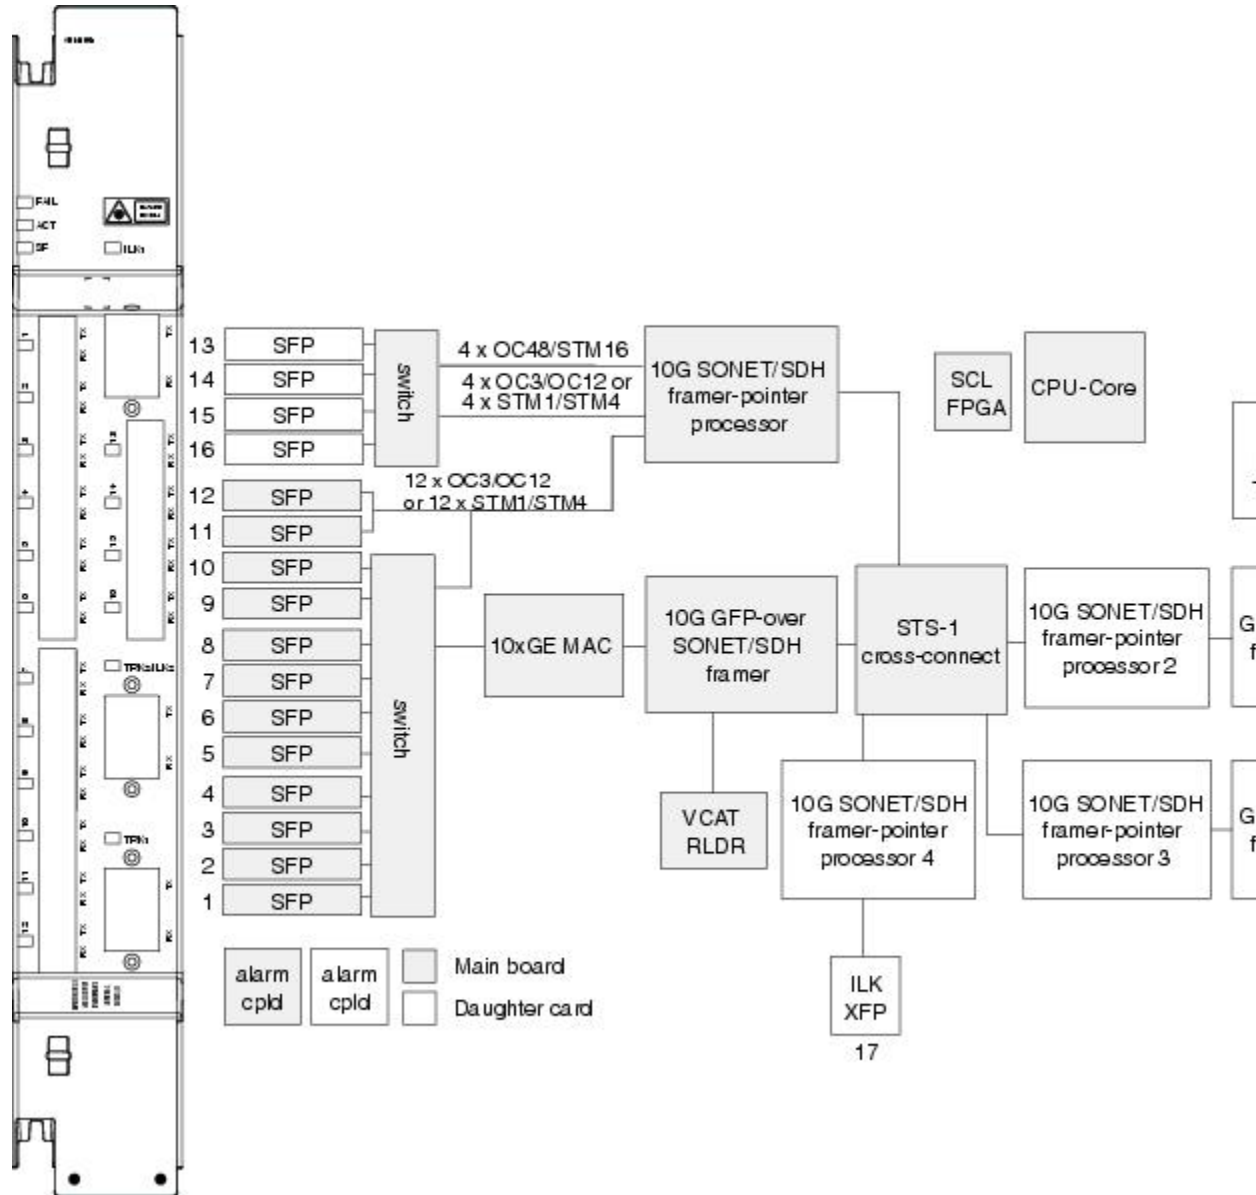 FAIL
ACT
SF
ILK1
13 SFP
14 SFP
15 SFP
16 SFP
switch
4 x OC48/STM16
4 x OC3/OC12 or
4 x STM1/STM4
10G SONET/SDH
framer-pointer
processor
SCL
FPGA
CPU-Core
12 SFP
11 SFP
12 x OC3/OC12
or 12 x STM1/STM4
10 SFP
9 SFP
8 SFP
7 SFP
6 SFP
5 SFP
4 SFP
3 SFP
2 SFP
1 SFP
switch
10xGE MAC
10G GFP-over
SONET/SDH
framer
STS-1
cross-connect
10G SONET/SDH
framer-pointer
processor 2
G
f
VCAT
RLDR
10G SONET/SDH
framer-pointer
processor 4
10G SONET/SDH
framer-pointer
processor 3
G
f
ILK
XFP
17
alarm
cpld
alarm
cpld
Main board
Daughter card